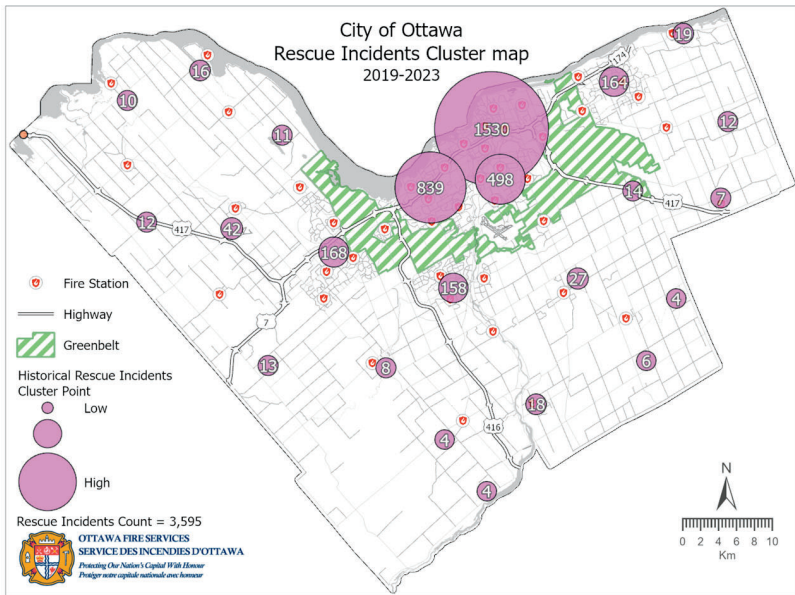 City of Ottawa
Rescue Incidents Cluster map
2019-2023
19
174
16
164
10
1530
12
11
839
498
14
7
417
12
417
42
168
158
27
4
7
13
8
6
18
4
416
4
Fire Station
Highway
Greenbelt
Historical Rescue Incidents
Cluster Point
Low
High
Rescue Incidents Count = 3,595
OTTAWA FIRE SERVICES
SERVICE DES INCENDIES D'OTTAWA
Protecting Our Nation's Capital With Honour
Protéger notre capitale nationale avec honneur
N
0 2 4 6 8 10
Km